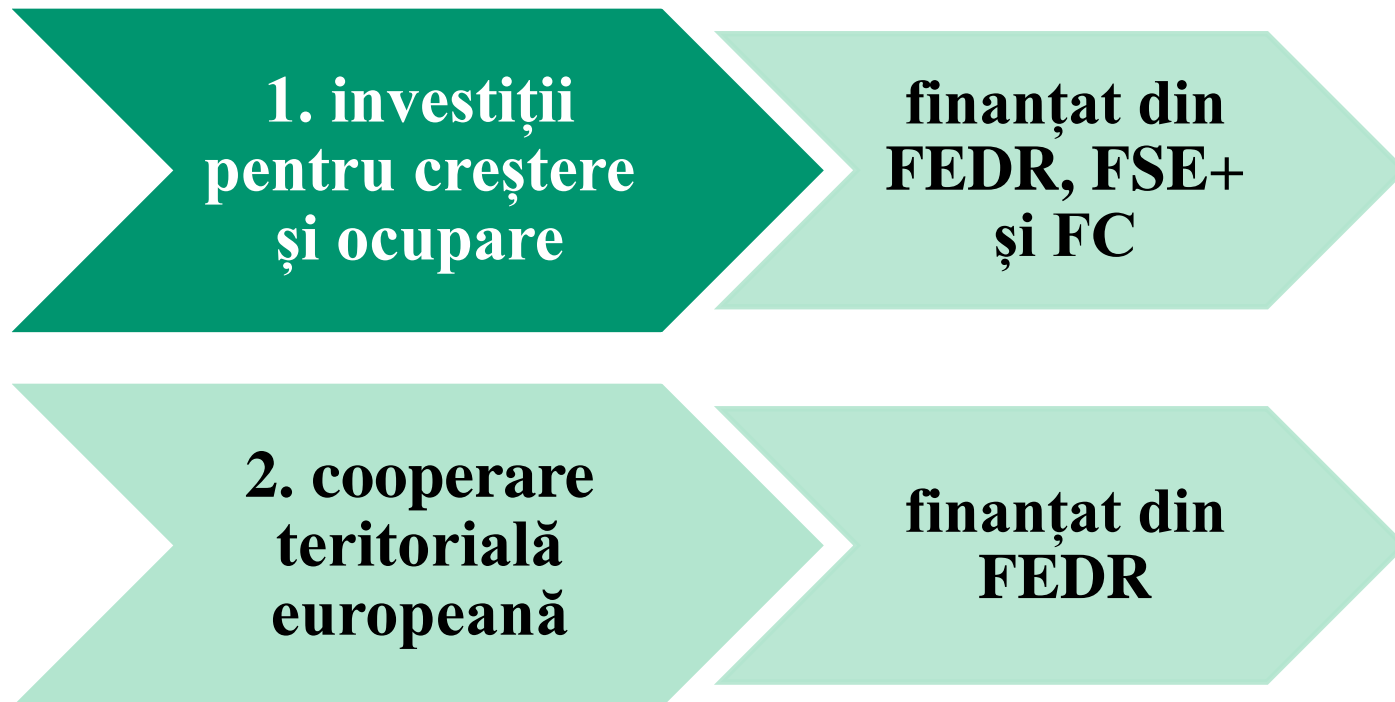 1. investiții
pentru creștere
și ocupare
finanțat din
FEDR, FSE+
și FC
2. cooperare
teritorială
europeană
finanțat din
FEDR